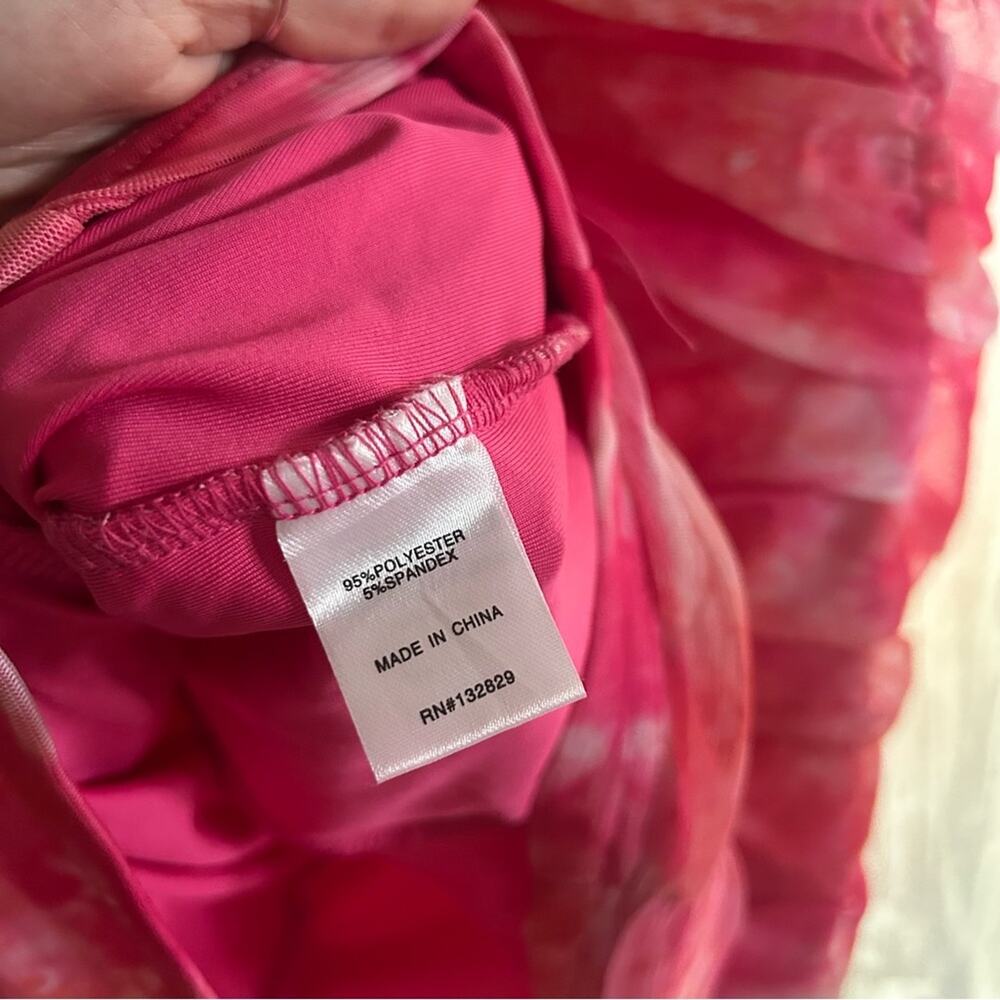 95%POLYESTER
5%SPANDEX
MADE IN CHINA
RN#132829